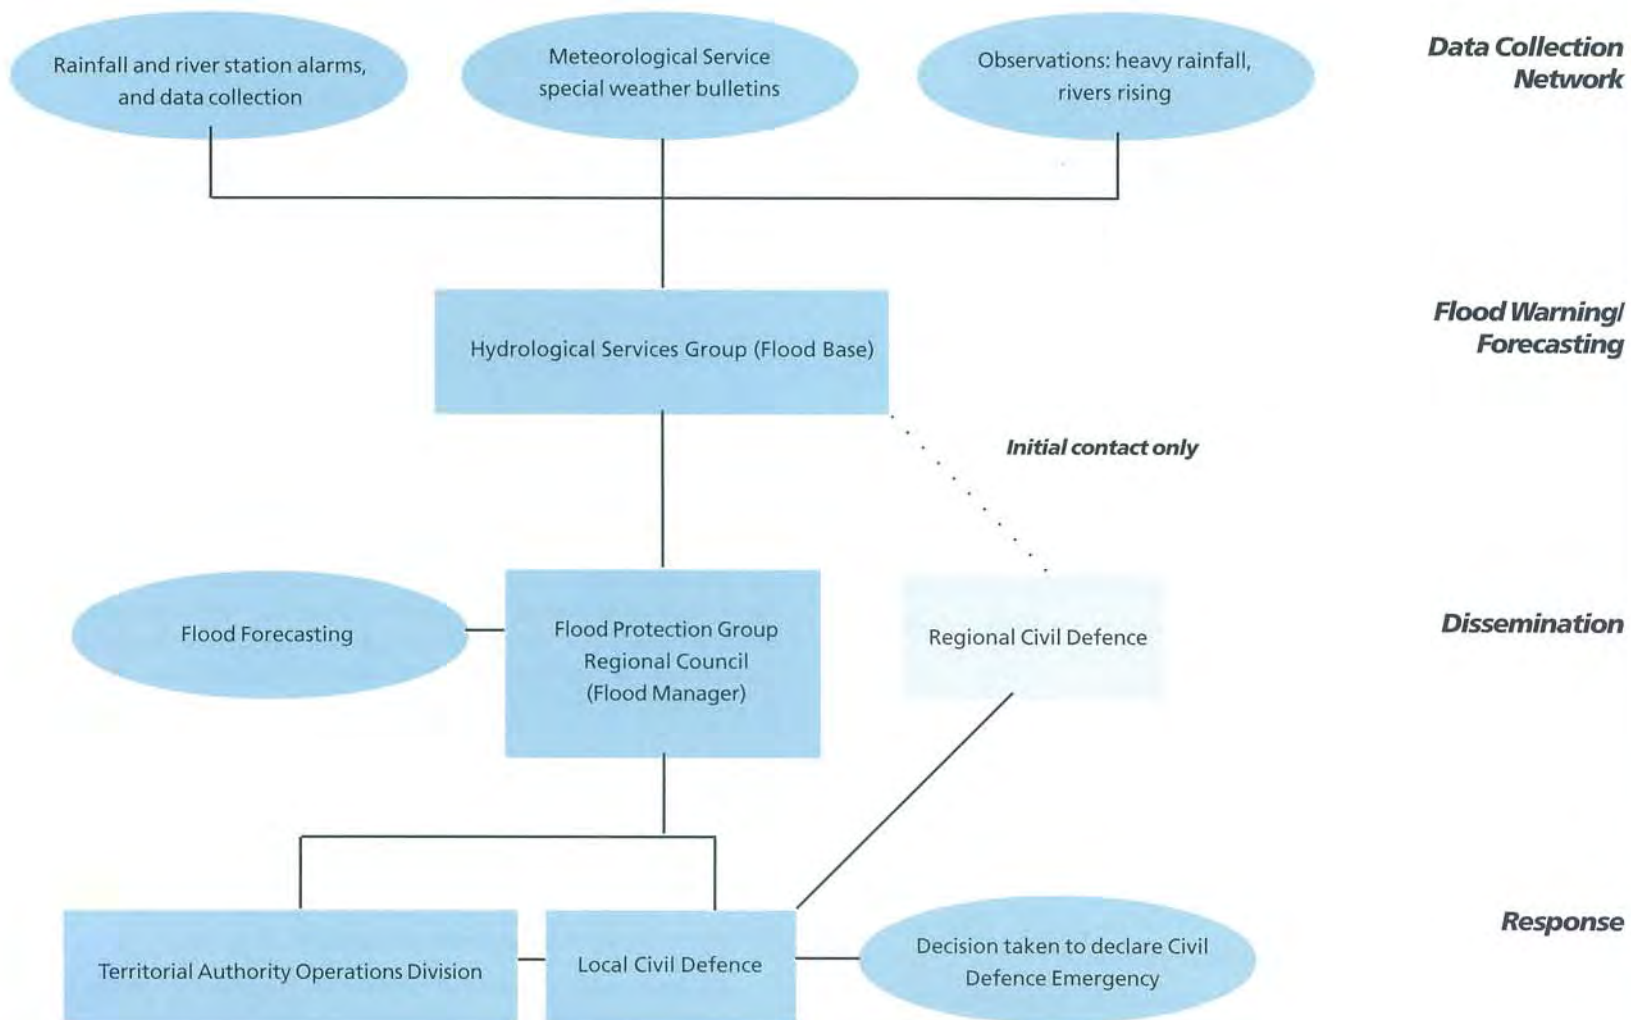 Rainfall and river station alarms,
and data collection
Meteorological Service
special weather bulletins
Observations: heavy rainfall,
rivers rising
Data Collection
Network
Hydrological Services Group (Flood Base)
Flood Warning/
Forecasting
Initial contact only
Flood Forecasting
Flood Protection Group
Regional Council
(Flood Manager)
Regional Civil Defence
Dissemination
Territorial Authority Operations Division
Local Civil Defence
Decision taken to declare Civil
Defence Emergency
Response